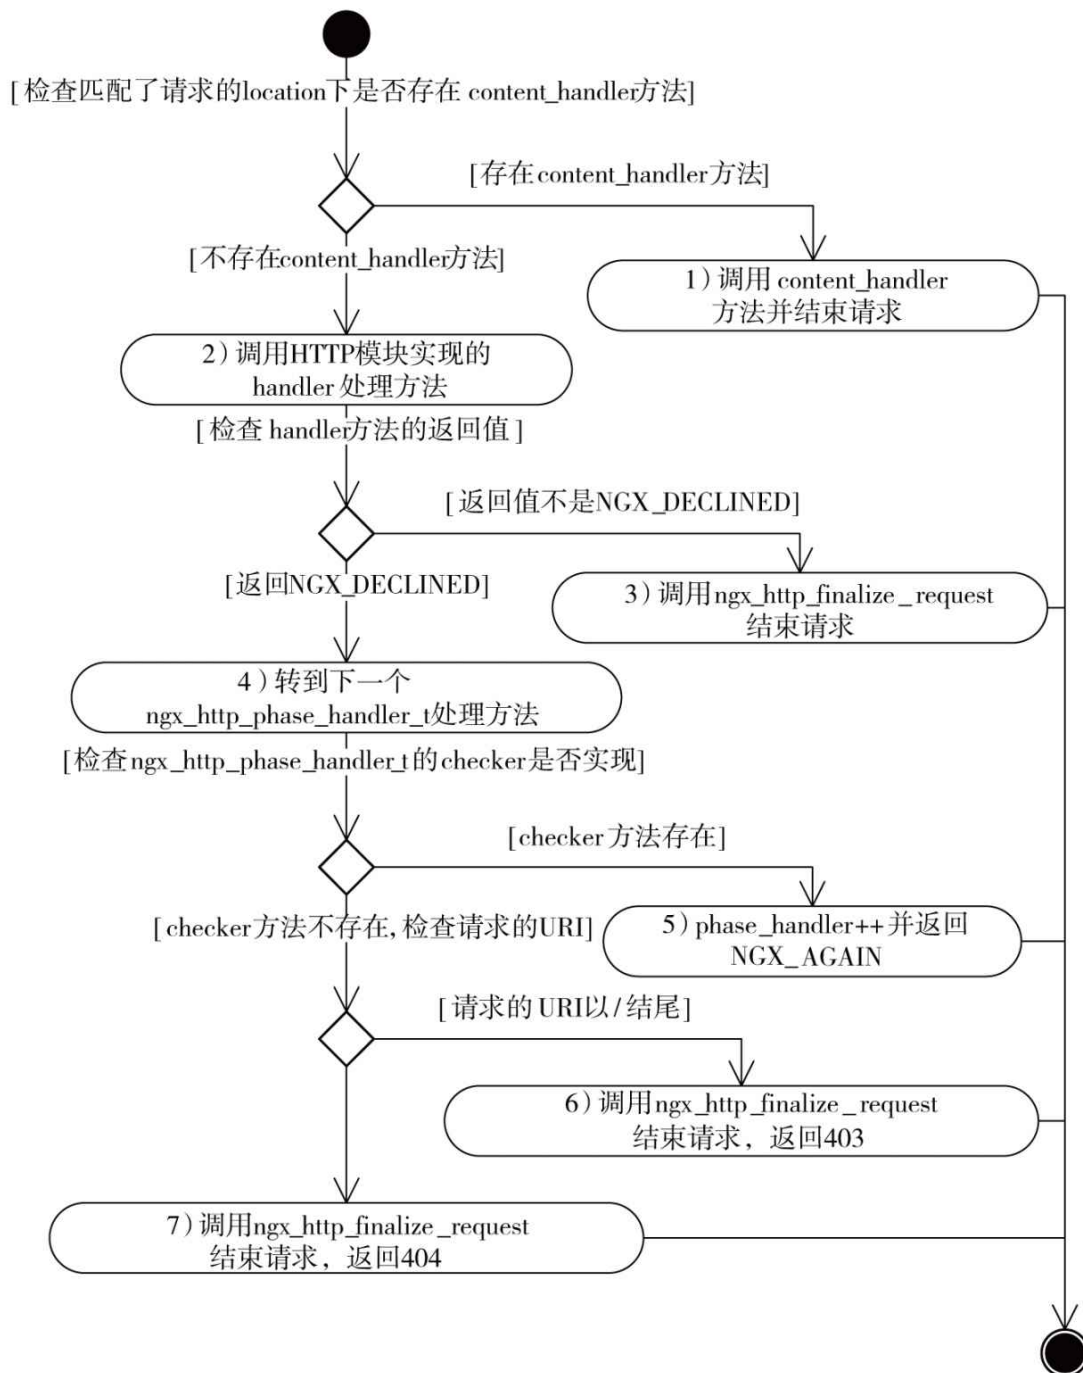 [检查匹配了请求的location下是否存在 content_handler方法]
[存在content_handler方法]
[不存在content_handler方法]
1)调用 content_handler
方法并结束请求
2)调用HTTP模块实现的
handler 处理方法
[检查 handler方法的返回值]
[返回值不是NGX_DECLINED]
[返回NGX_DECLINED]
3)调用ngx_http_finalize_request
结束请求
4)转到下一个
ngx_http_phase_handler_t处理方法
[检查ngx_http_phase_handler_t的checker是否实现]
[checker方法存在]
[checker方法不存在,检查请求的URI]
5)phase_handler++并返回
NGX_AGAIN
[请求的 URI以/结尾]
6)调用ngx_http_finalize_request
结束请求，返回403
7)调用ngx_http_finalize_request
结束请求，返回404